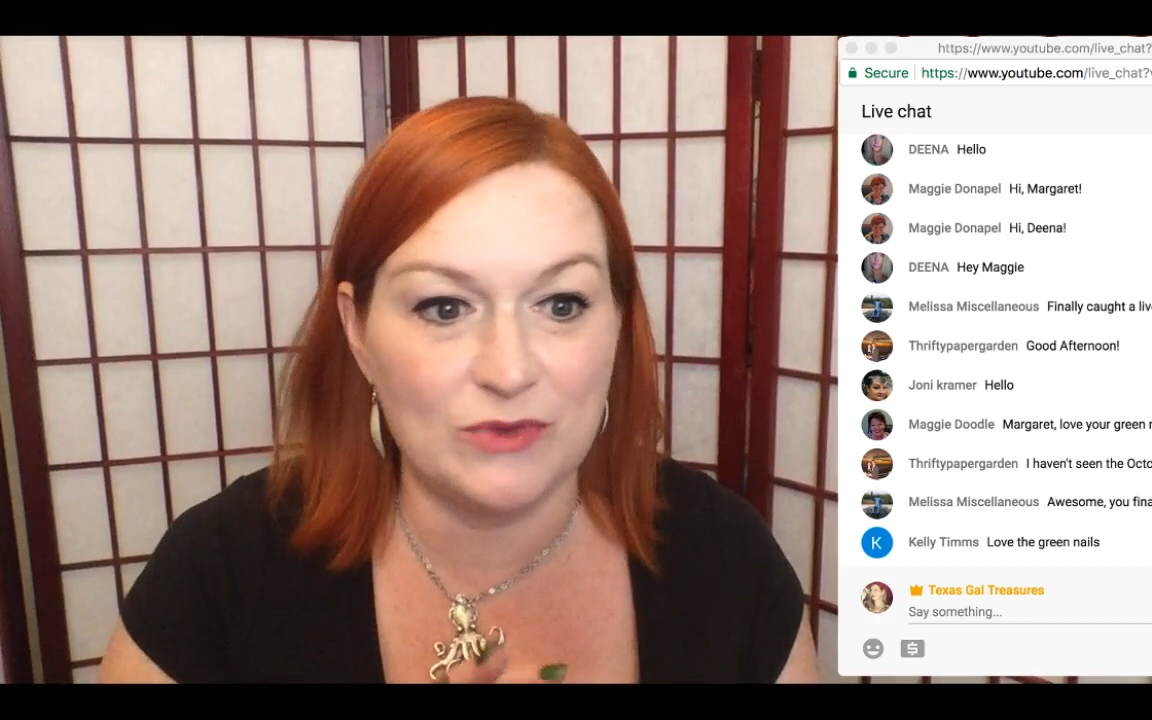 https://www.youtube.com/live_chat?
Secure https://www.youtube.com/live_chat?
Live chat
DEENA Hello
Maggie Donapel Hi, Margaret!
Maggie Donapel Hi, Deena!
DEENA Hey Maggie
Melissa Miscellaneous Finally caught a
Thriftypapergarden Good Afternoon!
Joni kramer Hello
Maggie Doodle Margaret, love your green
Thriftypapergarden I haven't seen the
Melissa Miscellaneous Awesome, you
K Kelly Timms Love the green nails
Texas Gal Treasures
Say something...